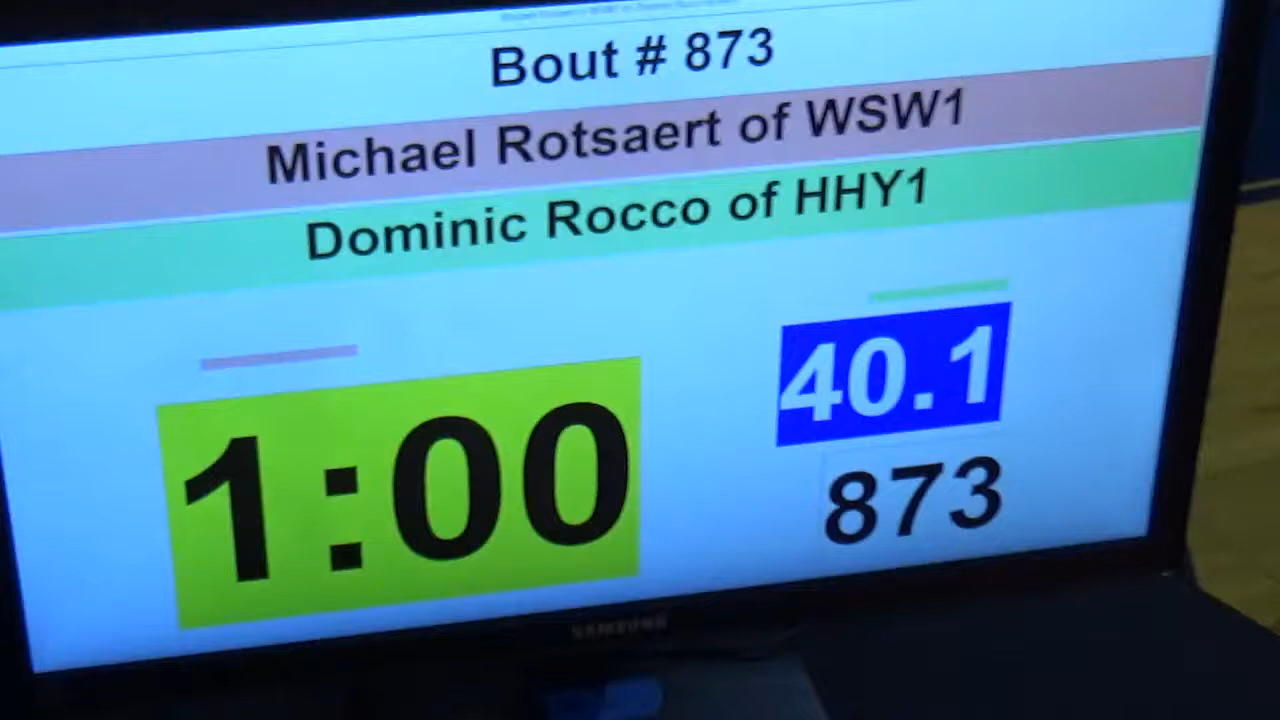 Bout # 873
Michael Rotsaert of WSW1
Dominic Rocco of HHY1
1:00
40.1
873
SAMSUNG